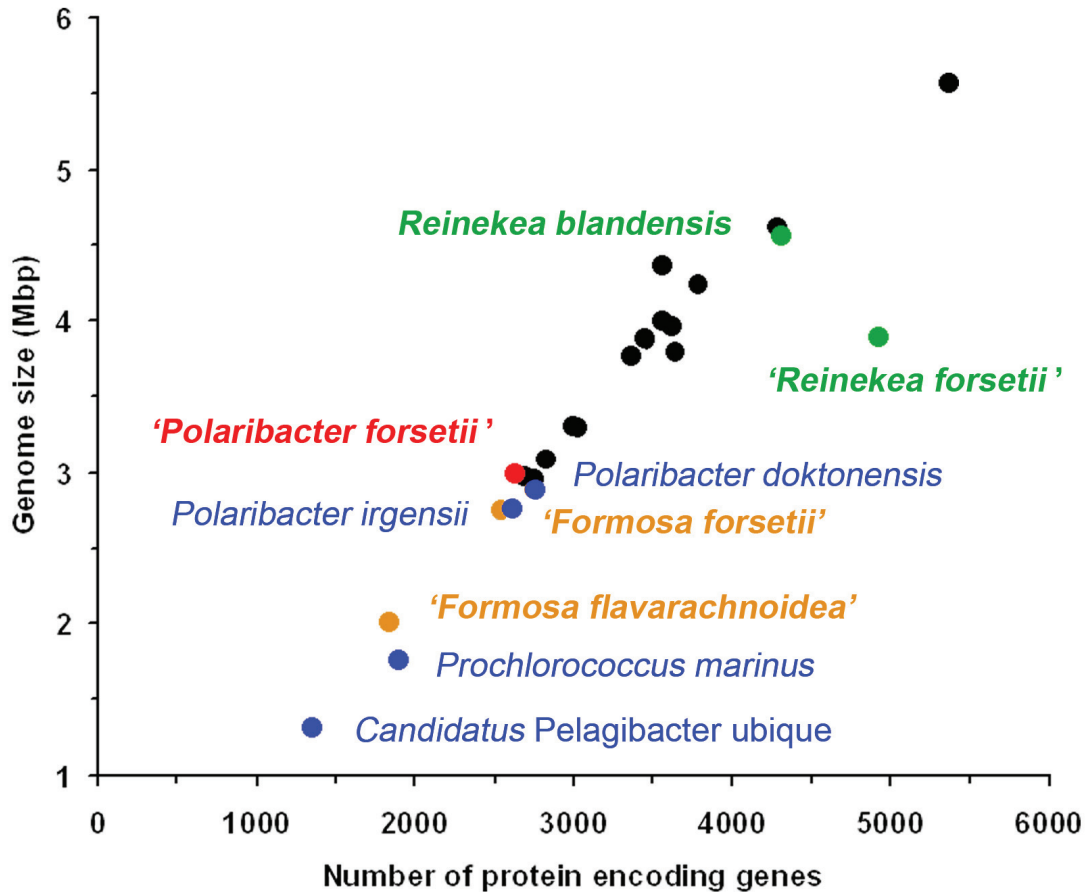 6
5
4
3
2
1
Genome size (Mbp)
Reinekea blandensis
‘Reinekea forsetii’
‘Polaribacter forsetii’
Polaribacter doktonensis
Polaribacter irgensii
‘Formosa forsetii’
‘Formosa flavarachnoidea’
Prochlorococcus marinus
Candidatus Pelagibacter ubique
0 1000 2000 3000 4000 5000 6000
Number of protein encoding genes